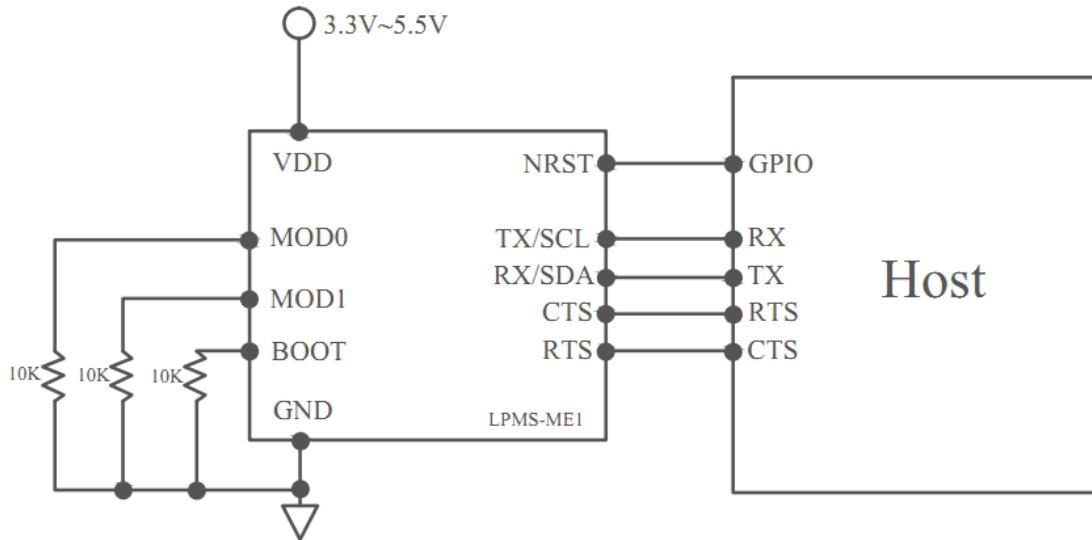 3.3V~5.5V
VDD
NRST
GPIO
MOD0
TX/SCL
RX
RX/SDA
TX
Host
MOD1
CTS
RTS
BOOT
RTS
CTS
10K
10K
10K
GND
LPMS-ME1